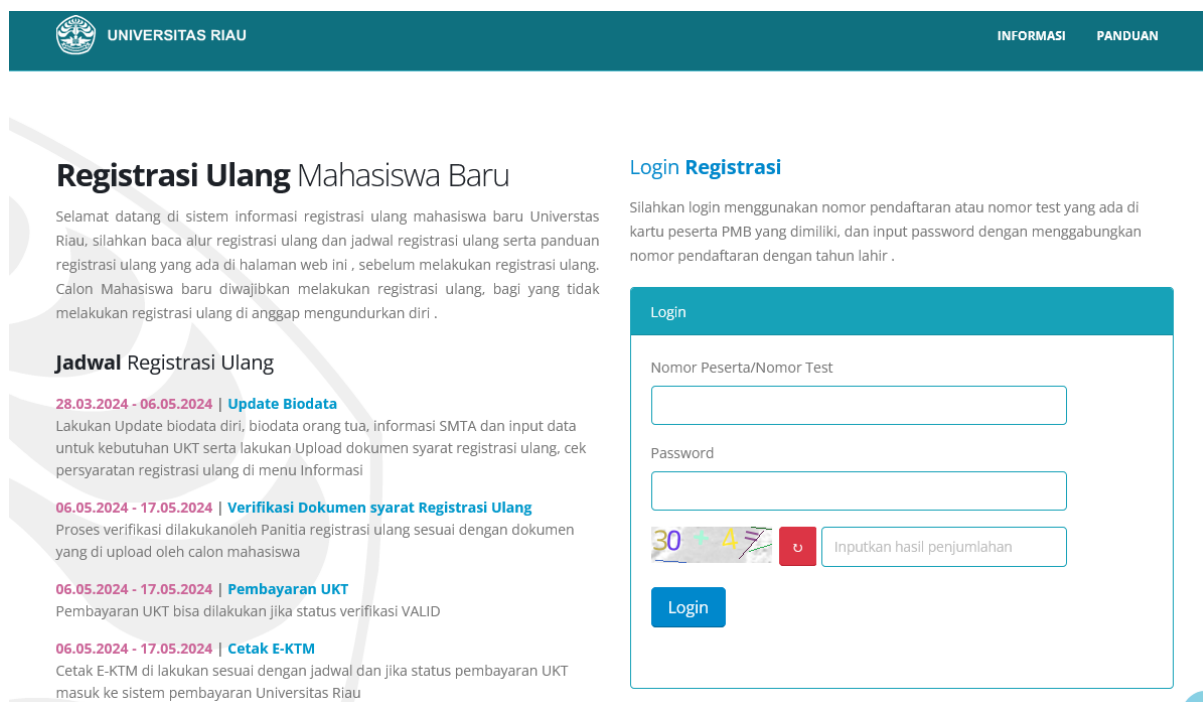 UNIVERSITAS RIAU
INFORMASI PANDUAN
Registrasi Ulang Mahasiswa Baru
Selamat datang di sistem informasi registrasi ulang mahasiswa baru Universtas
Riau, silahkan baca alur registrasi ulang dan jadwal registrasi ulang serta panduan
registrasi ulang yang ada di halaman web ini , sebelum melakukan registrasi ulang.
Calon Mahasiswa baru diwajibkan melakukan registrasi ulang, bagi yang tidak
melakukan registrasi ulang di anggap mengundurkan diri .
Jadwal Registrasi Ulang
28.03.2024 - 06.05.2024 | Update Biodata
Lakukan Update biodata diri, biodata orang tua, informasi SMTA dan input data
untuk kebutuhan UKT serta lakukan Upload dokumen syarat registrasi ulang, cek
persyaratan registrasi ulang di menu Informasi
06.05.2024 - 17.05.2024 | Verifikasi Dokumen syarat Registrasi Ulang
Proses verifikasi dilakukanoleh Panitia registrasi ulang sesuai dengan dokumen
yang di upload oleh calon mahasiswa
06.05.2024 - 17.05.2024 | Pembayaran UKT
Pembayaran UKT bisa dilakukan jika status verifikasi VALID
06.05.2024 - 17.05.2024 | Cetak E-KTM
Cetak E-KTM di lakukan sesuai dengan jadwal dan jika status pembayaran UKT
masuk ke sistem pembayaran Universitas Riau
Login Registrasi
Silahkan login menggunakan nomor pendaftaran atau nomor test yang ada di
kartu peserta PMB yang dimiliki, dan input password dengan menggabungkan
nomor pendaftaran dengan tahun lahir .
Login
Nomor Peserta/Nomor Test
Password
30 + 4 =
Inputkan hasil penjumlahan
Login